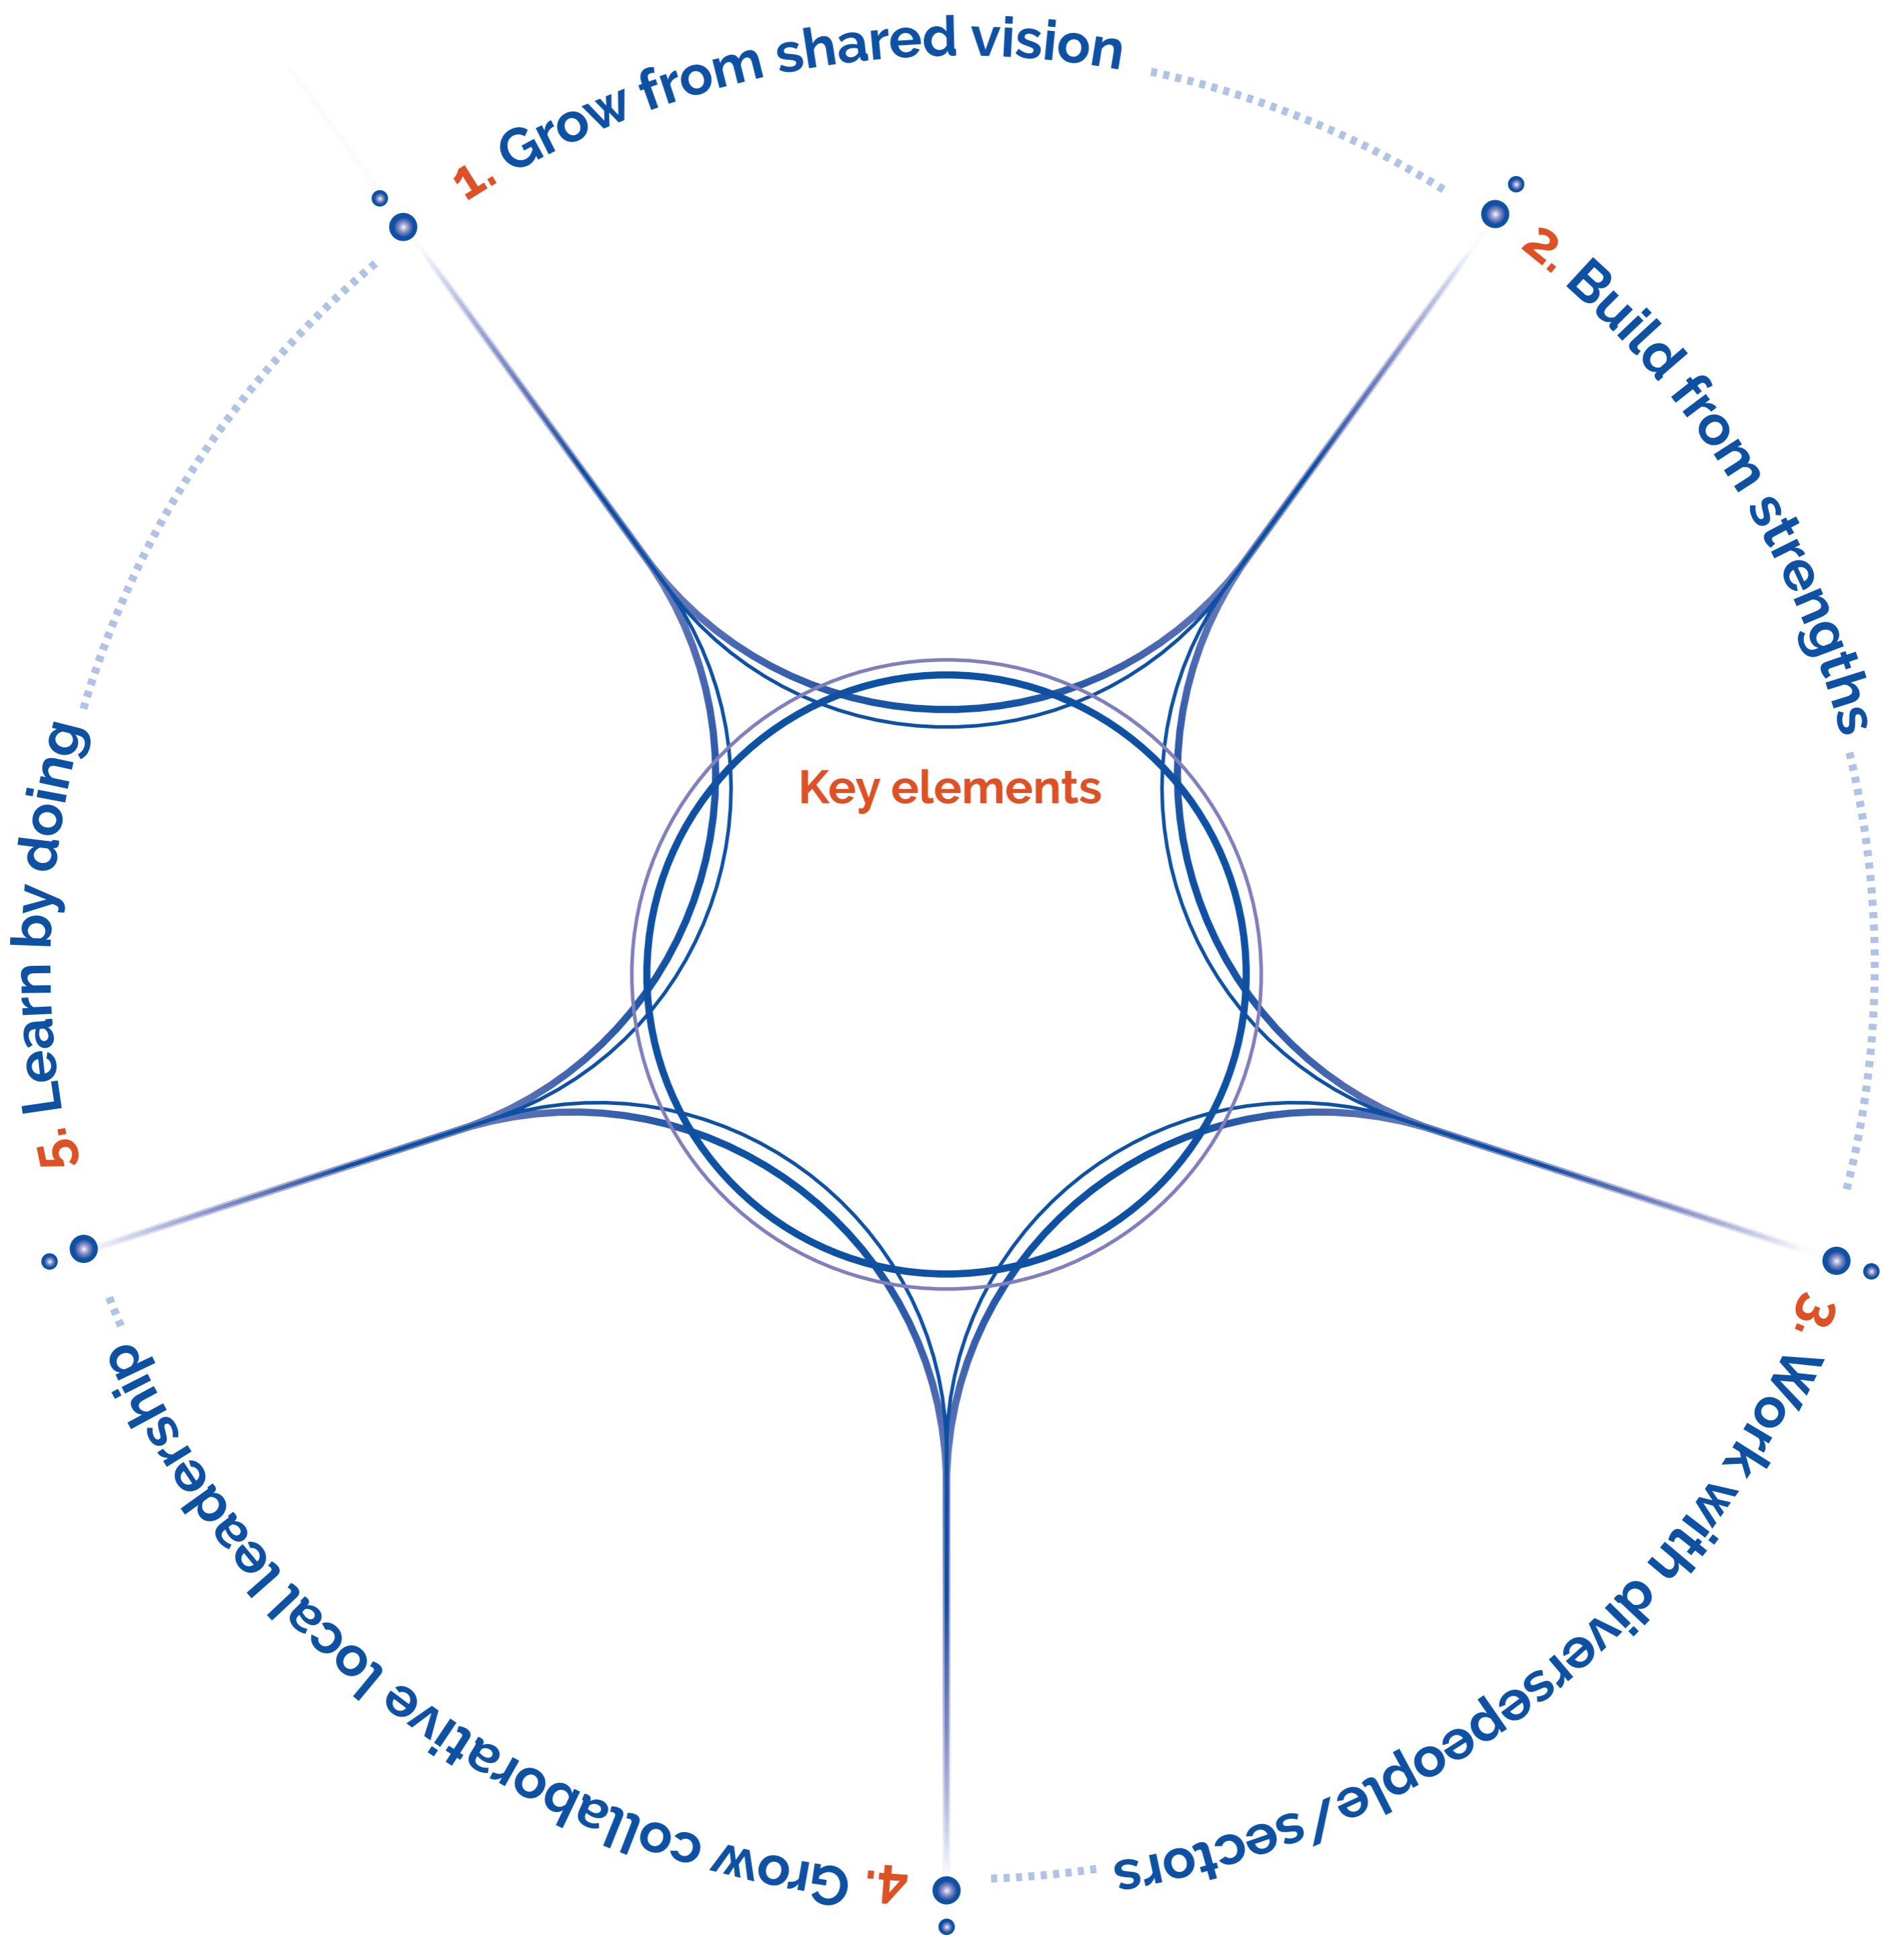 1. Grow from shared vision
2. Build from strengths
3. Work with diversepeople/sectors
4. Grow collaborative local leadership
5. Learn by doing
Key elements